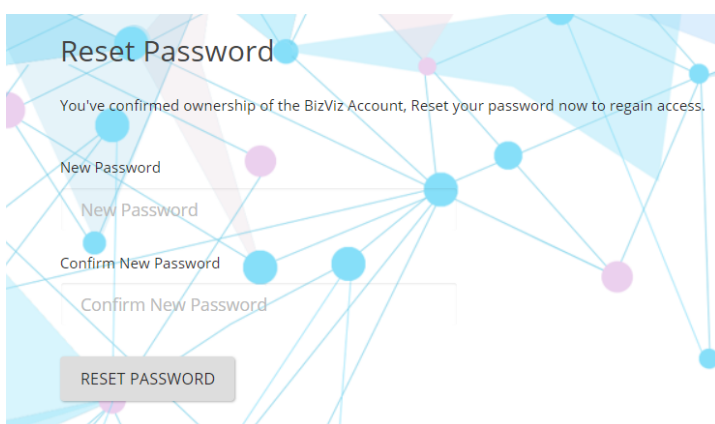 Reset Password
You've confirmed ownership of the BizViz Account, Reset your password now to regain access.
New Password
New Password
Confirm New Password
Confirm New Password
RESET PASSWORD